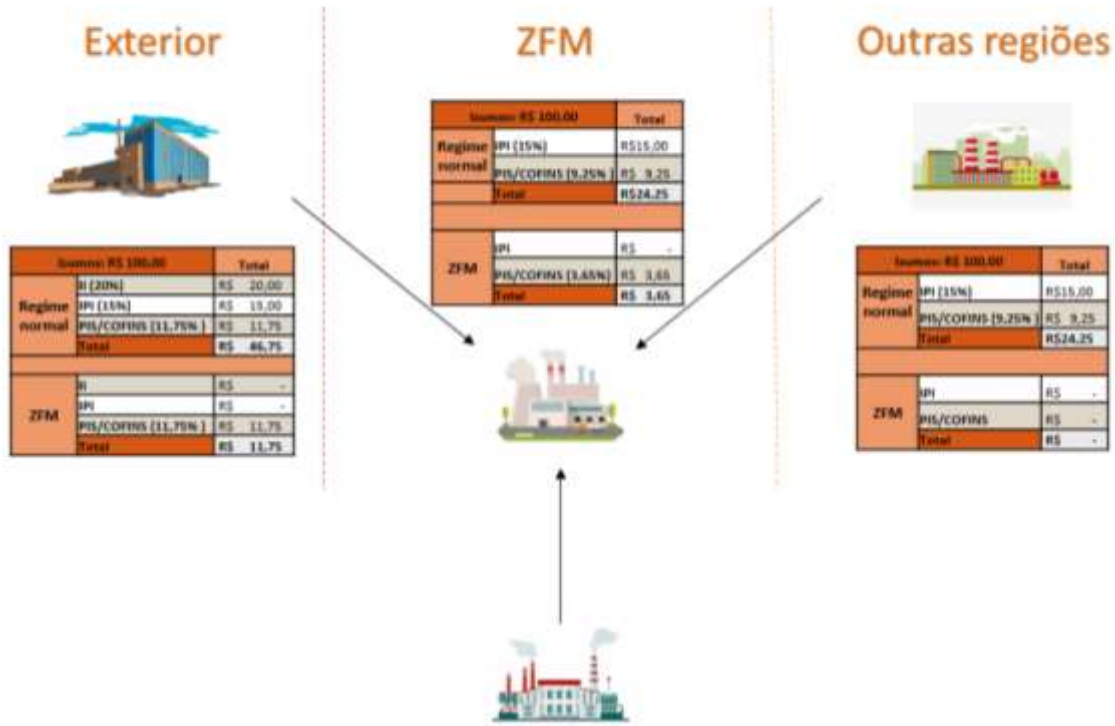 Exterior
ZFM
Outras regiões
Insumos: R$ 100,00 Total
Regime normal
IPI (15%) R$15,00
PIS/COFINS (9,25% ) R$ 9,25
Total R$24,25
ZFM
IPI R$ -
PIS/COFINS (3,65%) R$ 3,65
Total R$ 3,65
Insumos: R$ 100,00 Total
Regime normal
II (20%) R$ 20,00
IPI (15%) R$ 15,00
PIS/COFINS (11,75% ) R$ 11,75
Total R$ 46,75
ZFM
II R$ -
IPI R$ -
PIS/COFINS (11,75% ) R$ 11,75
Total R$ 11,75
Insumos: R$ 100,00 Total
Regime normal
IPI (15%) R$15,00
PIS/COFINS (9,25% ) R$ 9,25
Total R$24,25
ZFM
IPI R$ -
PIS/COFINS R$ -
Total R$ -